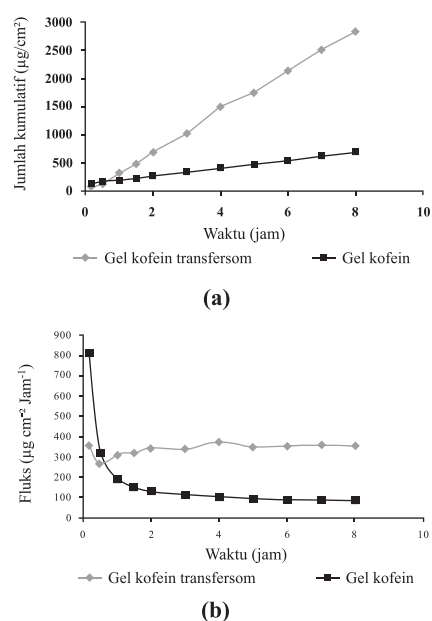 3000
2500
2000
1500
1000
500
0
Jumlah kumulatif (µg/cm²)
0 2 4 6 8 10
Waktu (jam)
Gel kofein transfersom Gel kofein
(a)
900
800
700
600
500
400
300
200
100
0
Fluks (µg cm⁻² Jam⁻¹)
0 2 4 6 8 10
Waktu (jam)
Gel kofein transfersom Gel kofein
(b)